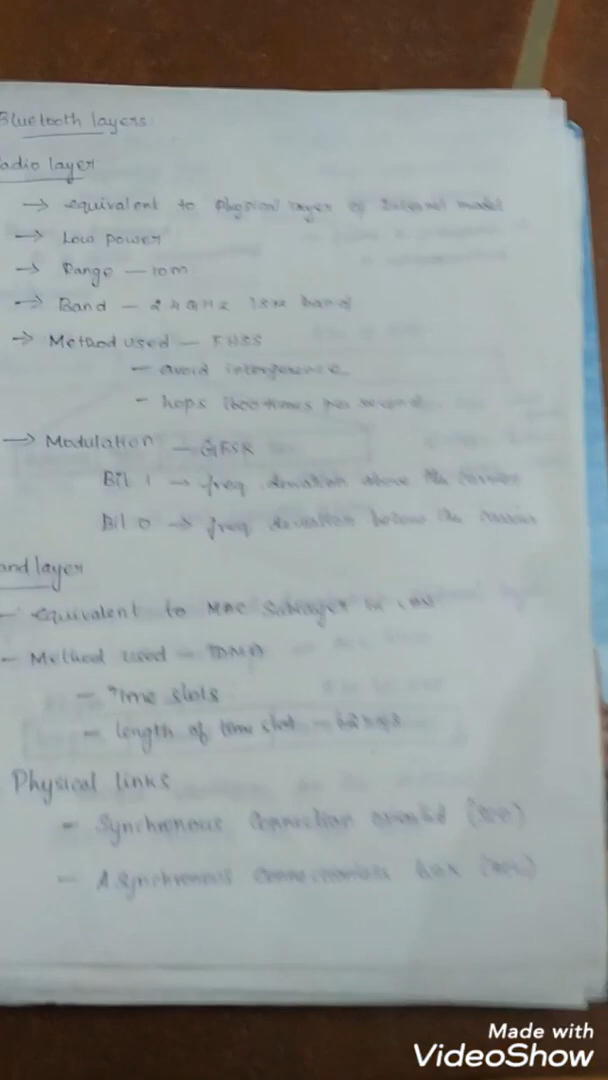 Bluetooth layers
adio layer
→ equivalent to Physical layer of Internet model
→ Low power
→ Range — 10m
→ Band — 2.4 GHz ISM band
→ Method used — FHSS
— avoid interference
- hops 1600 times per second
→ Modulation — GFSK
Bit 1 → freq deviation above the carrier
Bit 0 → freq deviation below the carrier
and layer
- equivalent to MAC Sublayer in LAN
- Method used — TDMA
- Time slots
- length of time slot —
Physical links
- Synchronous Connection oriented (SCO)
- Asynchronous Connectionless link
Made with
VideoShow